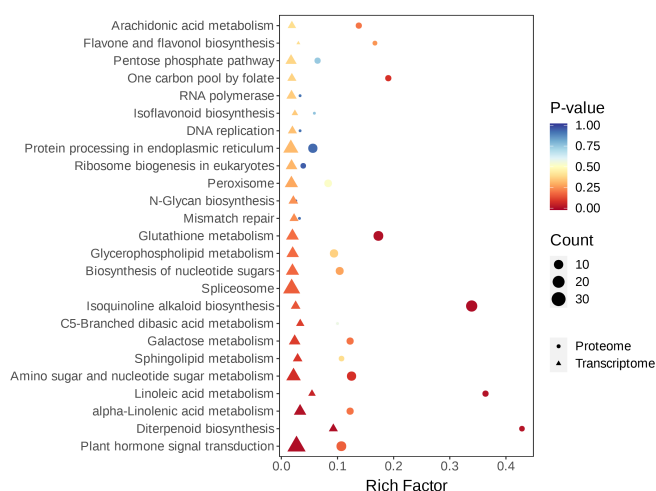 Arachidonic acid metabolism
Flavone and flavonol biosynthesis
Pentose phosphate pathway
One carbon pool by folate
RNA polymerase
Isoflavonoid biosynthesis
DNA replication
Protein processing in endoplasmic reticulum
Ribosome biogenesis in eukaryotes
Peroxisome
N-Glycan biosynthesis
Mismatch repair
Glutathione metabolism
Glycerophospholipid metabolism
Biosynthesis of nucleotide sugars
Spliceosome
Isoquinoline alkaloid biosynthesis
C5-Branched dibasic acid metabolism
Galactose metabolism
Sphingolipid metabolism
Amino sugar and nucleotide sugar metabolism
Linoleic acid metabolism
alpha-Linolenic acid metabolism
Diterpenoid biosynthesis
Plant hormone signal transduction
0.0 0.1 0.2 0.3 0.4
Rich Factor
P-value
1.00
0.75
0.50
0.25
0.00
Count
10
20
30
Proteome
Transcriptome